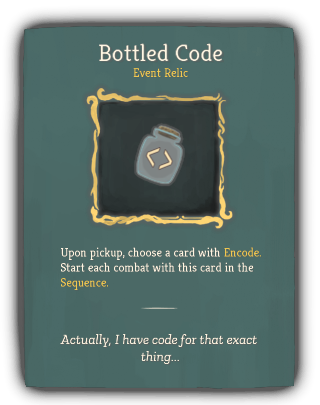 Bottled Code
Event Relic
Upon pickup, choose a card with Encode.
Start each combat with this card in the
Sequence.
Actually, I have code for that exact
thing...